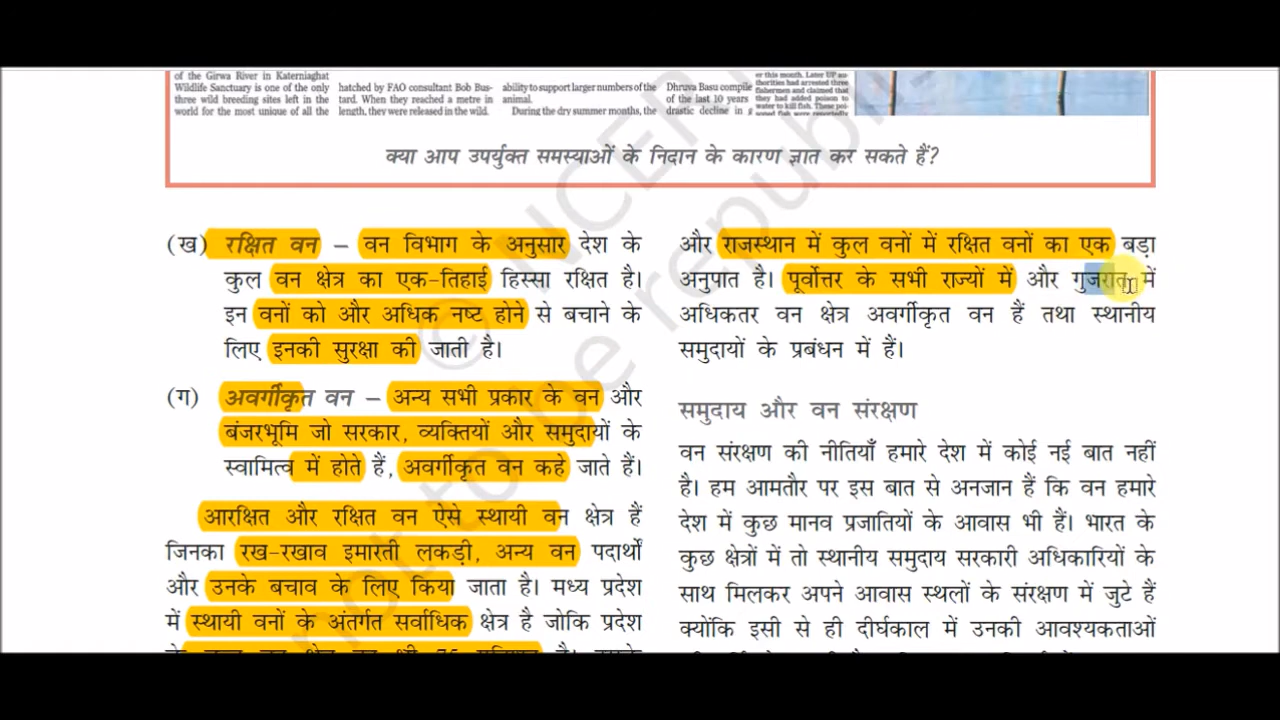 of the Girwa River in Katerniaghat
Wildlife Sanctuary is one of the only
three wild breeding sites left in the
world for the most unique of all the
hatched by FAO consultant Bob Bus-
tard. When they reached a metre in
length, they were released in the wild.
ability to support larger numbers of the
animal.
During the dry summer months, the
Dhruva Basu compile
of the last 10 years
drastic decline in
er this month. Later UP au-
thorities had arrested three
fishermen and claimed that
they had added poison to
water to kill fish. These poi-
soned fish were reportedly
क्या आप उपर्युक्त समस्याओं के निदान के कारण ज्ञात कर सकते हैं?
(ख) रक्षित वन – वन विभाग के अनुसार देश के
कुल वन क्षेत्र का एक-तिहाई हिस्सा रक्षित है।
इन वनों को और अधिक नष्ट होने से बचाने के
लिए इनकी सुरक्षा की जाती है।
(ग) अवर्गीकृत वन – अन्य सभी प्रकार के वन और
बंजरभूमि जो सरकार, व्यक्तियों और समुदायों के
स्वामित्व में होते हैं, अवर्गीकृत वन कहे जाते हैं।
आरक्षित और रक्षित वन ऐसे स्थायी वन क्षेत्र हैं
जिनका रख-रखाव इमारती लकड़ी, अन्य वन पदार्थों
और उनके बचाव के लिए किया जाता है। मध्य प्रदेश
में स्थायी वनों के अंतर्गत सर्वाधिक क्षेत्र है जोकि प्रदेश
और राजस्थान में कुल वनों में रक्षित वनों का एक बड़ा
अनुपात है। पूर्वोत्तर के सभी राज्यों में और गुजरात में
अधिकतर वन क्षेत्र अवर्गीकृत वन हैं तथा स्थानीय
समुदायों के प्रबंधन में हैं।
समुदाय और वन संरक्षण
वन संरक्षण की नीतियाँ हमारे देश में कोई नई बात नहीं
है। हम आमतौर पर इस बात से अनजान हैं कि वन हमारे
देश में कुछ मानव प्रजातियों के आवास भी हैं। भारत के
कुछ क्षेत्रों में तो स्थानीय समुदाय सरकारी अधिकारियों के
साथ मिलकर अपने आवास स्थलों के संरक्षण में जुटे हैं
क्योंकि इसी से ही दीर्घकाल में उनकी आवश्यकताओं